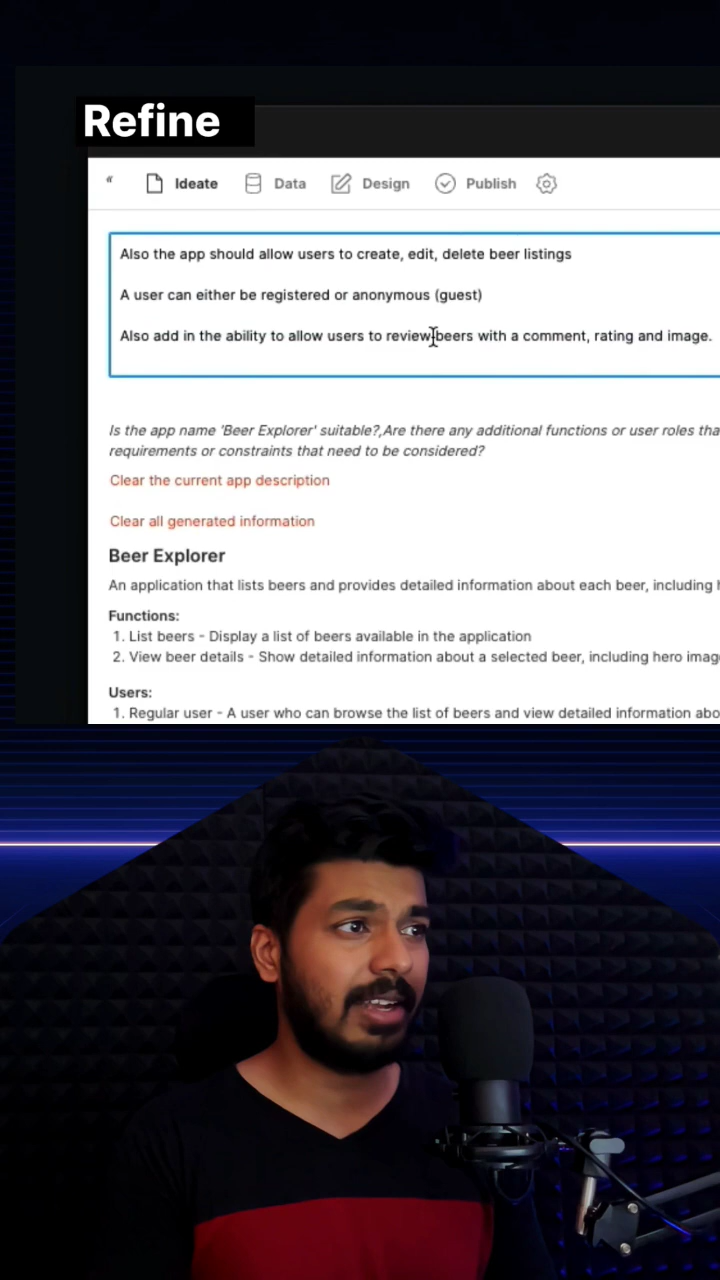 Refine
«
Ideate
Data
Design
Publish
Also the app should allow users to create, edit, delete beer listings
A user can either be registered or anonymous (guest)
Also add in the ability to allow users to review beers with a comment, rating and image.
Is the app name 'Beer Explorer' suitable?,Are there any additional functions or user roles tha
requirements or constraints that need to be considered?
Clear the current app description
Clear all generated information
Beer Explorer
An application that lists beers and provides detailed information about each beer, including h
Functions:
1. List beers - Display a list of beers available in the application
2. View beer details - Show detailed information about a selected beer, including hero imag
Users:
1. Regular user - A user who can browse the list of beers and view detailed information abo